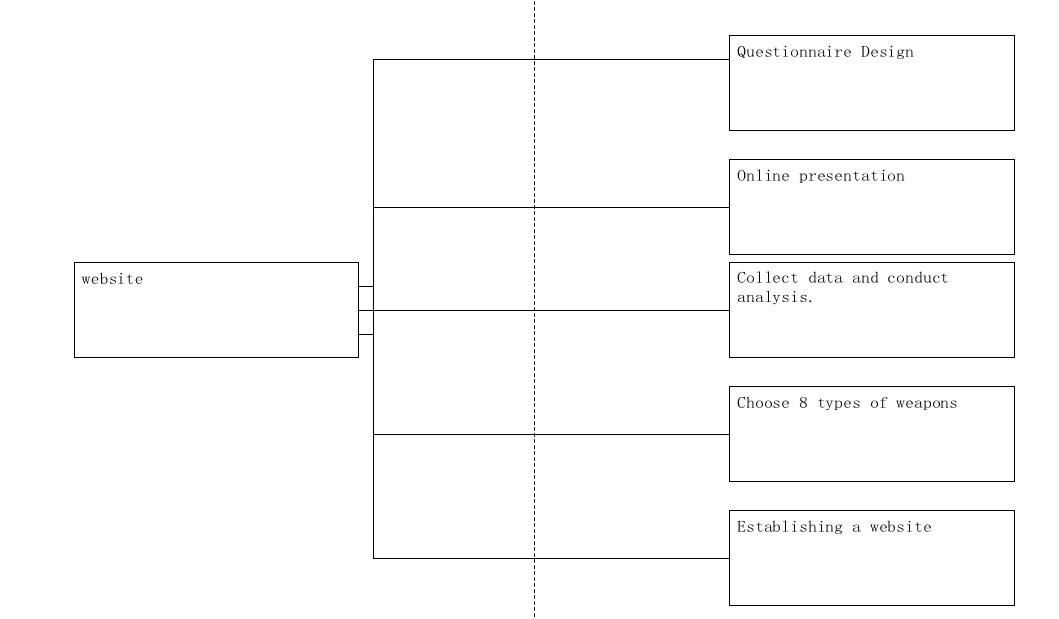 Questionnaire Design
Online presentation
website
Collect data and conduct
analysis.
Choose 8 types of weapons
Establishing a website